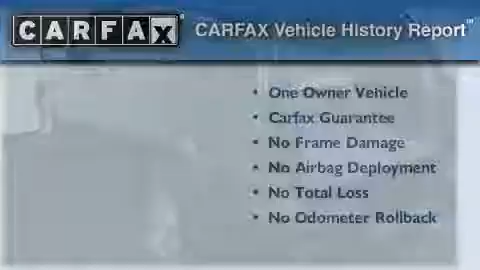 CARFAX® CARFAX Vehicle History Report™
• One Owner Vehicle
• Carfax Guarantee
• No Frame Damage
• No Airbag Deployment
• No Total Loss
• No Odometer Rollback